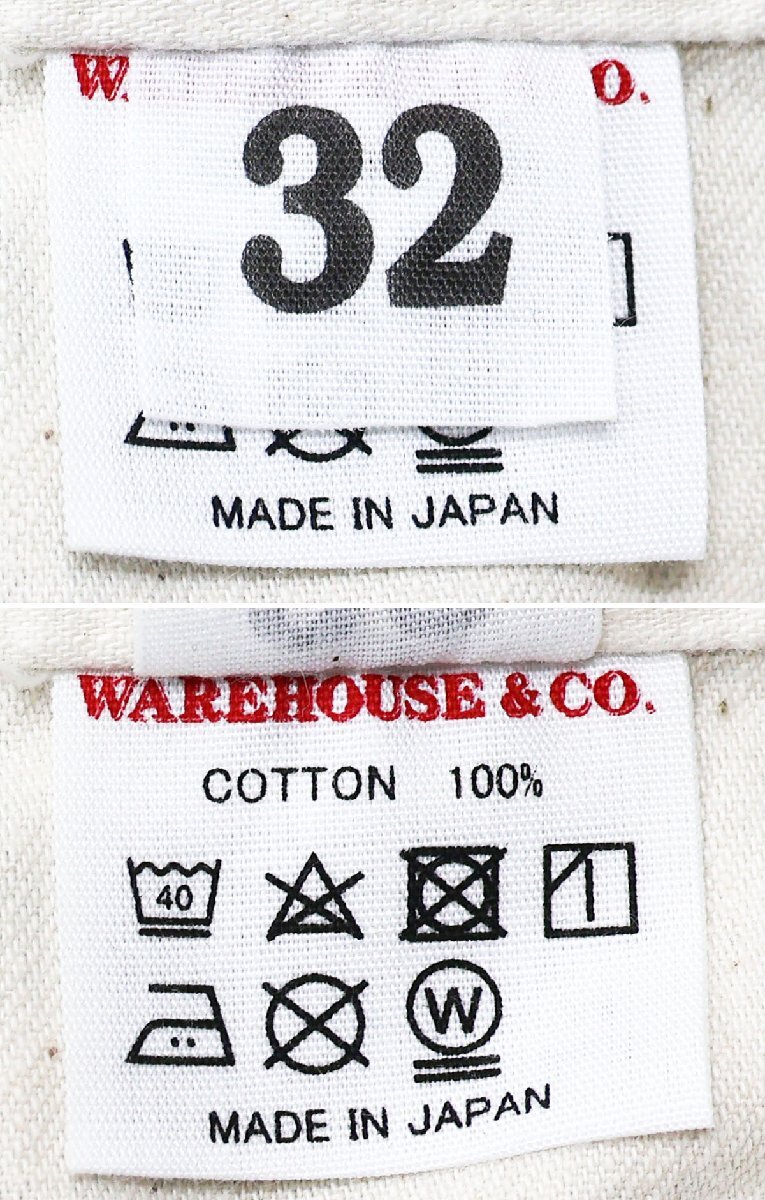 W. O.
32
MADE IN JAPAN
WAREHOUSE & CO.
COTTON 100%
40
W
MADE IN JAPAN